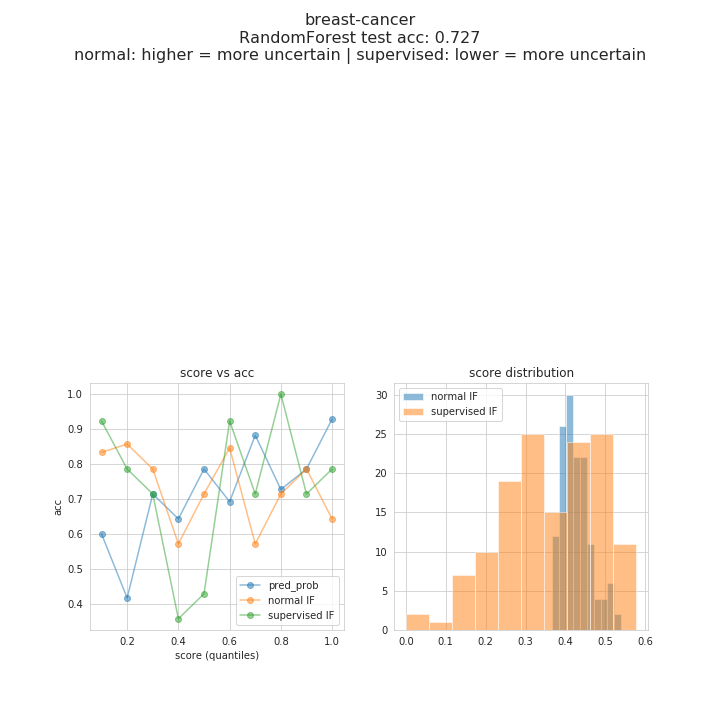 breast-cancer
RandomForest test acc: 0.727
normal: higher = more uncertain | supervised: lower = more uncertain
score vs acc
1.0
0.9
0.8
0.7
0.6
0.5
0.4
acc
0.2
0.4
0.6
0.8
1.0
score (quantiles)
pred_prob
normal IF
supervised IF
score distribution
30
25
20
15
10
5
0
0.0
0.1
0.2
0.3
0.4
0.5
0.6
normal IF
supervised IF